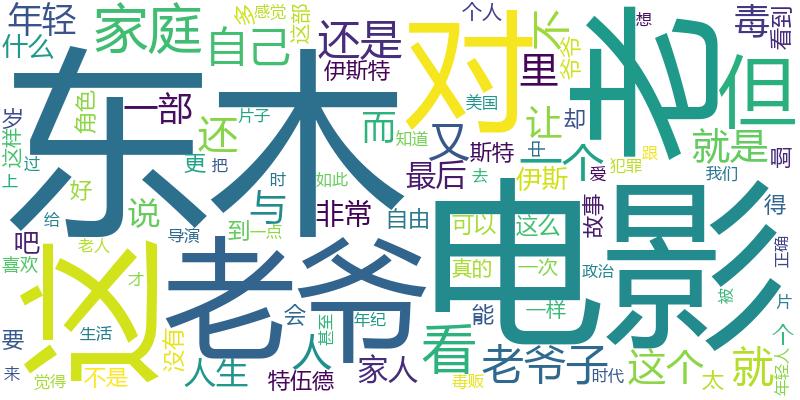 年轻
家庭
自己
多
感觉
这部
还是
个人
不
想
毒
看到
什么
伊斯特
对
里
爷爷
老
但
岁
这样
角色
一部
片子
还
而
知道
美国
又
让
却
中
一个
犯罪
跟
就是
啊
东木
上
过
更
把
斯特
最后
伊斯
去
爱
我们
好
说
与
时
如此
非常
自由
可以
这么
故事
得
正确
给
吧
老人
导演
到
一点
喜欢
这
老爷
电影
真的
一次
政治
被
才
会
甚至
年纪
能
一样
片
个
要
生活
没有
人
看
来
觉得
不是
人生
特伍德
家人
毒贩
老爷子
时代
这个
太
就
年轻人